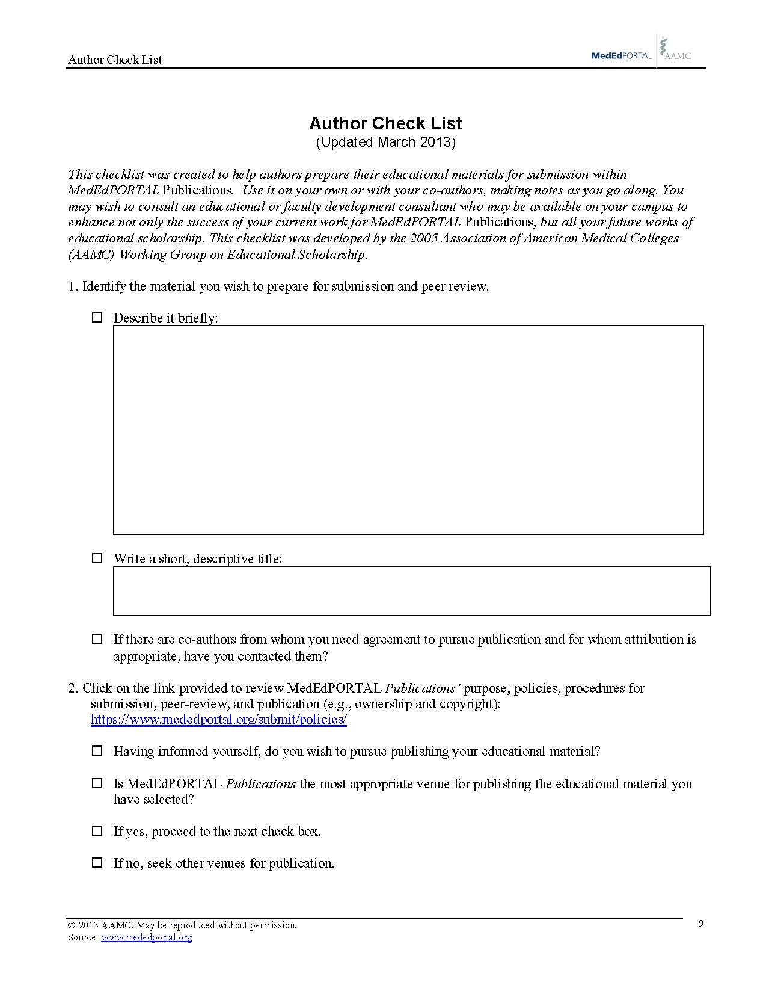 Author Check List
MedEdPORTAL AAMC
Author Check List
(Updated March 2013)
This checklist was created to help authors prepare their educational materials for submission within
MedEdPORTAL Publications. Use it on your own or with your co-authors, making notes as you go along. You
may wish to consult an educational or faculty development consultant who may be available on your campus to
enhance not only the success of your current work for MedEdPORTAL Publications, but all your future works of
educational scholarship. This checklist was developed by the 2005 Association of American Medical Colleges
(AAMC) Working Group on Educational Scholarship.
1. Identify the material you wish to prepare for submission and peer review.
☐ Describe it briefly:
☐ Write a short, descriptive title:
☐ If there are co-authors from whom you need agreement to pursue publication and for whom attribution is
appropriate, have you contacted them?
2. Click on the link provided to review MedEdPORTAL Publications’ purpose, policies, procedures for
submission, peer-review, and publication (e.g., ownership and copyright):
https://www.mededportal.org/submit/policies/
☐ Having informed yourself, do you wish to pursue publishing your educational material?
☐ Is MedEdPORTAL Publications the most appropriate venue for publishing the educational material you
have selected?
☐ If yes, proceed to the next check box.
☐ If no, seek other venues for publication.
© 2013 AAMC. May be reproduced without permission.
9
Source: www.mededportal.org